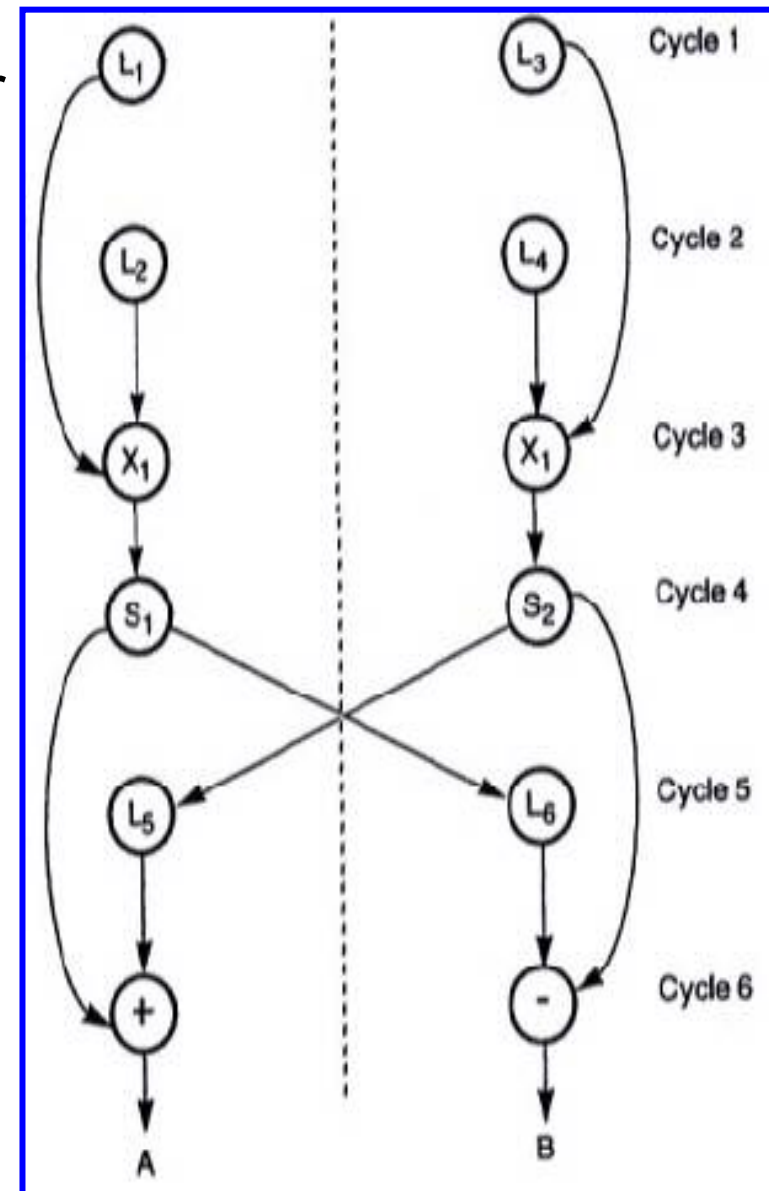 L₁ L₃ Cycle 1
L₂ L₄ Cycle 2
X₁ X₁ Cycle 3
S₁ S₂ Cycle 4
L₅ L₆ Cycle 5
+ - Cycle 6
A B